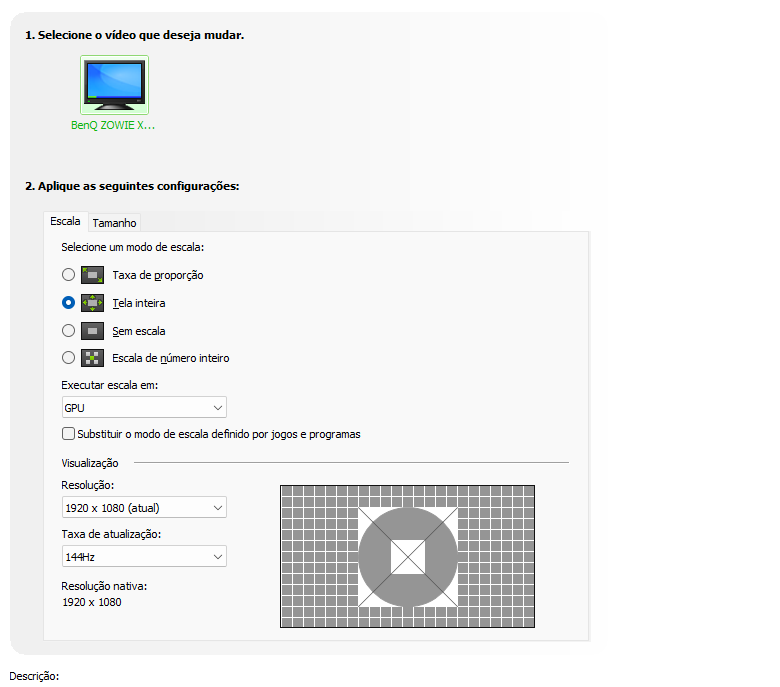 1. Selecione o vídeo que deseja mudar.
BenQ ZOWIE X...
2. Aplique as seguintes configurações:
Escala
Tamanho
Selecione um modo de escala:
Taxa de proporção
Tela inteira
Sem escala
Escala de número inteiro
Executar escala em:
GPU
Substituir o modo de escala definido por jogos e programas
Visualização
Resolução:
1920 x 1080 (atual)
Taxa de atualização:
144Hz
Resolução nativa:
1920 x 1080
Descrição: